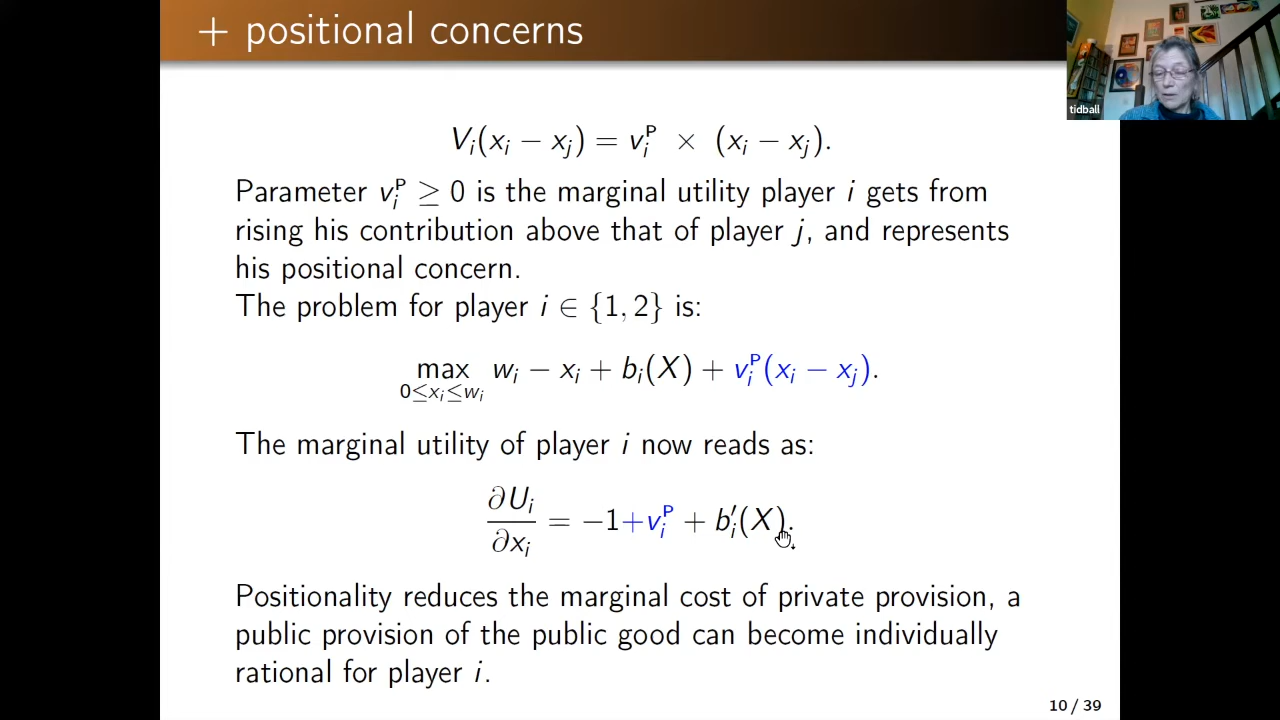 + positional concerns
tidball
Vᵢ(xᵢ − xⱼ) = vᵢᴾ × (xᵢ − xⱼ).
Parameter vᵢᴾ ≥ 0 is the marginal utility player i gets from
rising his contribution above that of player j, and represents
his positional concern.
The problem for player i ∈ {1, 2} is:
max wᵢ − xᵢ + bᵢ(X) + vᵢᴾ(xᵢ − xⱼ).
0≤xᵢ≤wᵢ
The marginal utility of player i now reads as:
∂Uᵢ/∂xᵢ = −1+vᵢᴾ + bᵢ′(X).
Positionality reduces the marginal cost of private provision, a
public provision of the public good can become individually
rational for player i.
10 / 39